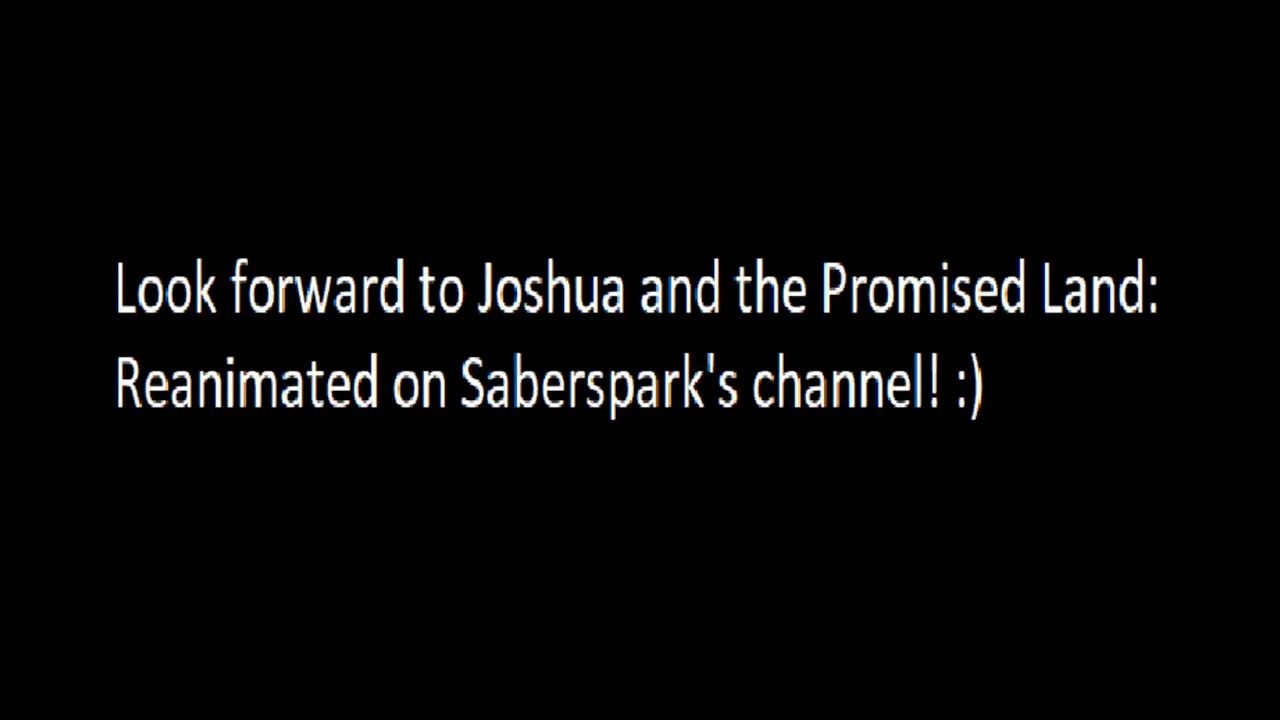 Look forward to Joshua and the Promised Land:
Reanimated on Saberspark's channel! :)